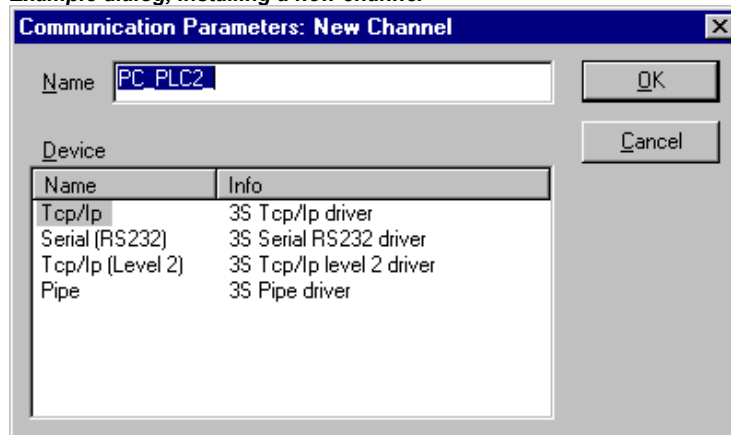 Example dialog, installing a new channel
Communication Parameters: New Channel
Name PC_PLC2_ OK
Cancel
Device
Name Info
Tcp/Ip 3S Tcp/Ip driver
Serial (RS232) 3S Serial RS232 driver
Tcp/Ip (Level 2) 3S Tcp/Ip level 2 driver
Pipe 3S Pipe driver